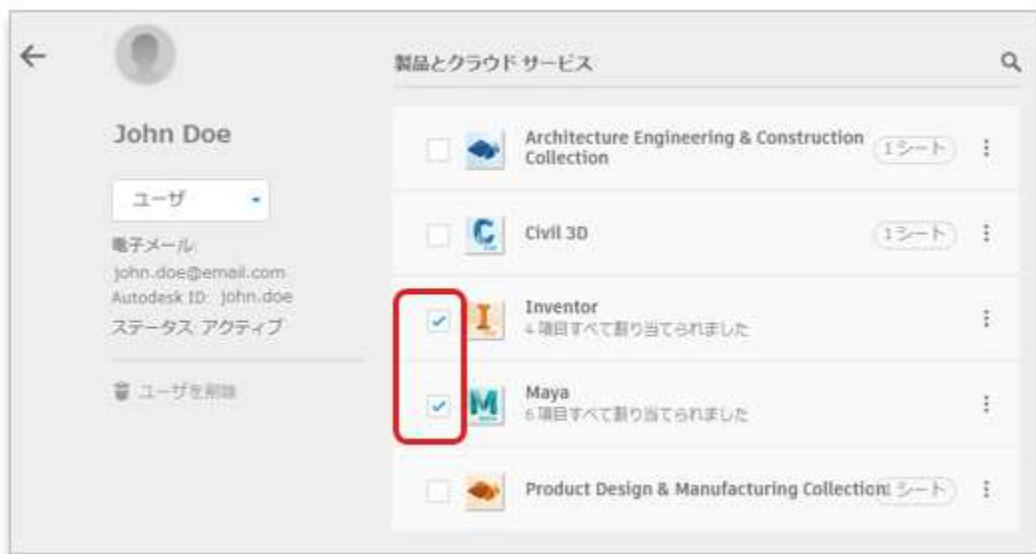 製品とクラウド サービス
John Doe
ユーザ
電子メール:
john.doe@email.com
Autodesk ID: john.doe
ステータス: アクティブ
ユーザを削除
Architecture Engineering & Construction
Collection
1 シート
Civil 3D
1 シート
Inventor
4 項目すべて割り当てられました
Maya
6 項目すべて割り当てられました
Product Design & Manufacturing Collection
シート